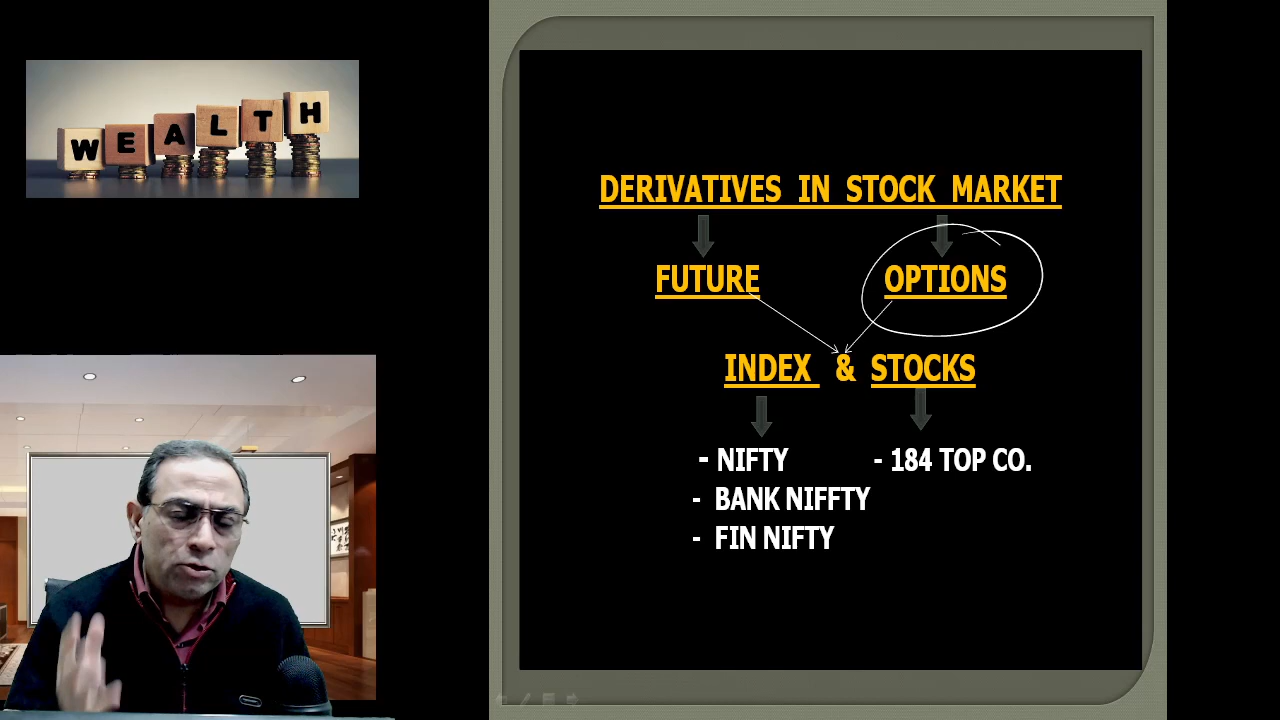 WEALTH
DERIVATIVES IN STOCK MARKET
FUTURE OPTIONS
INDEX & STOCKS
- NIFTY - 184 TOP CO.
- BANK NIFFTY
- FIN NIFTY